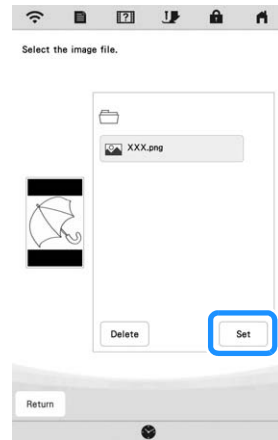 Select the image file.
XXX.png
Delete
Set
Return